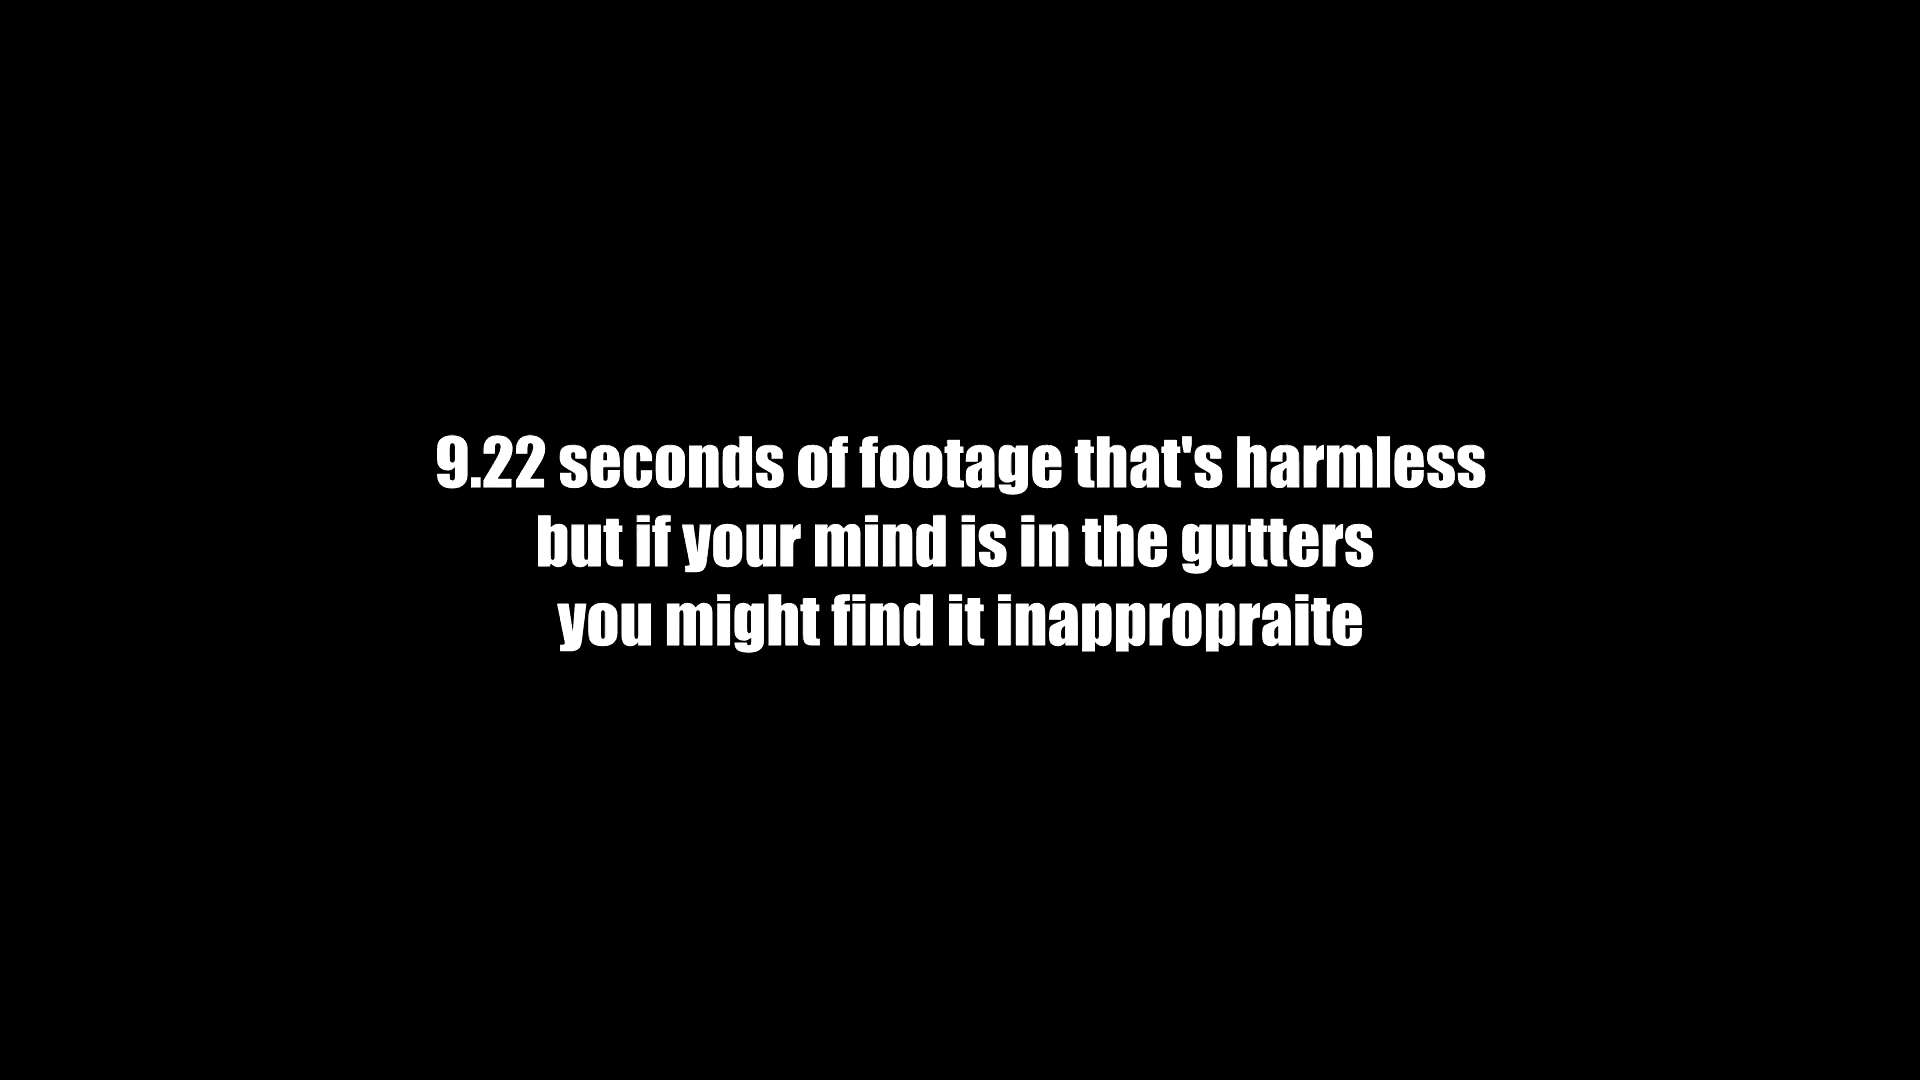 9.22 seconds of footage that's harmless
but if your mind is in the gutters
you might find it inappropraite